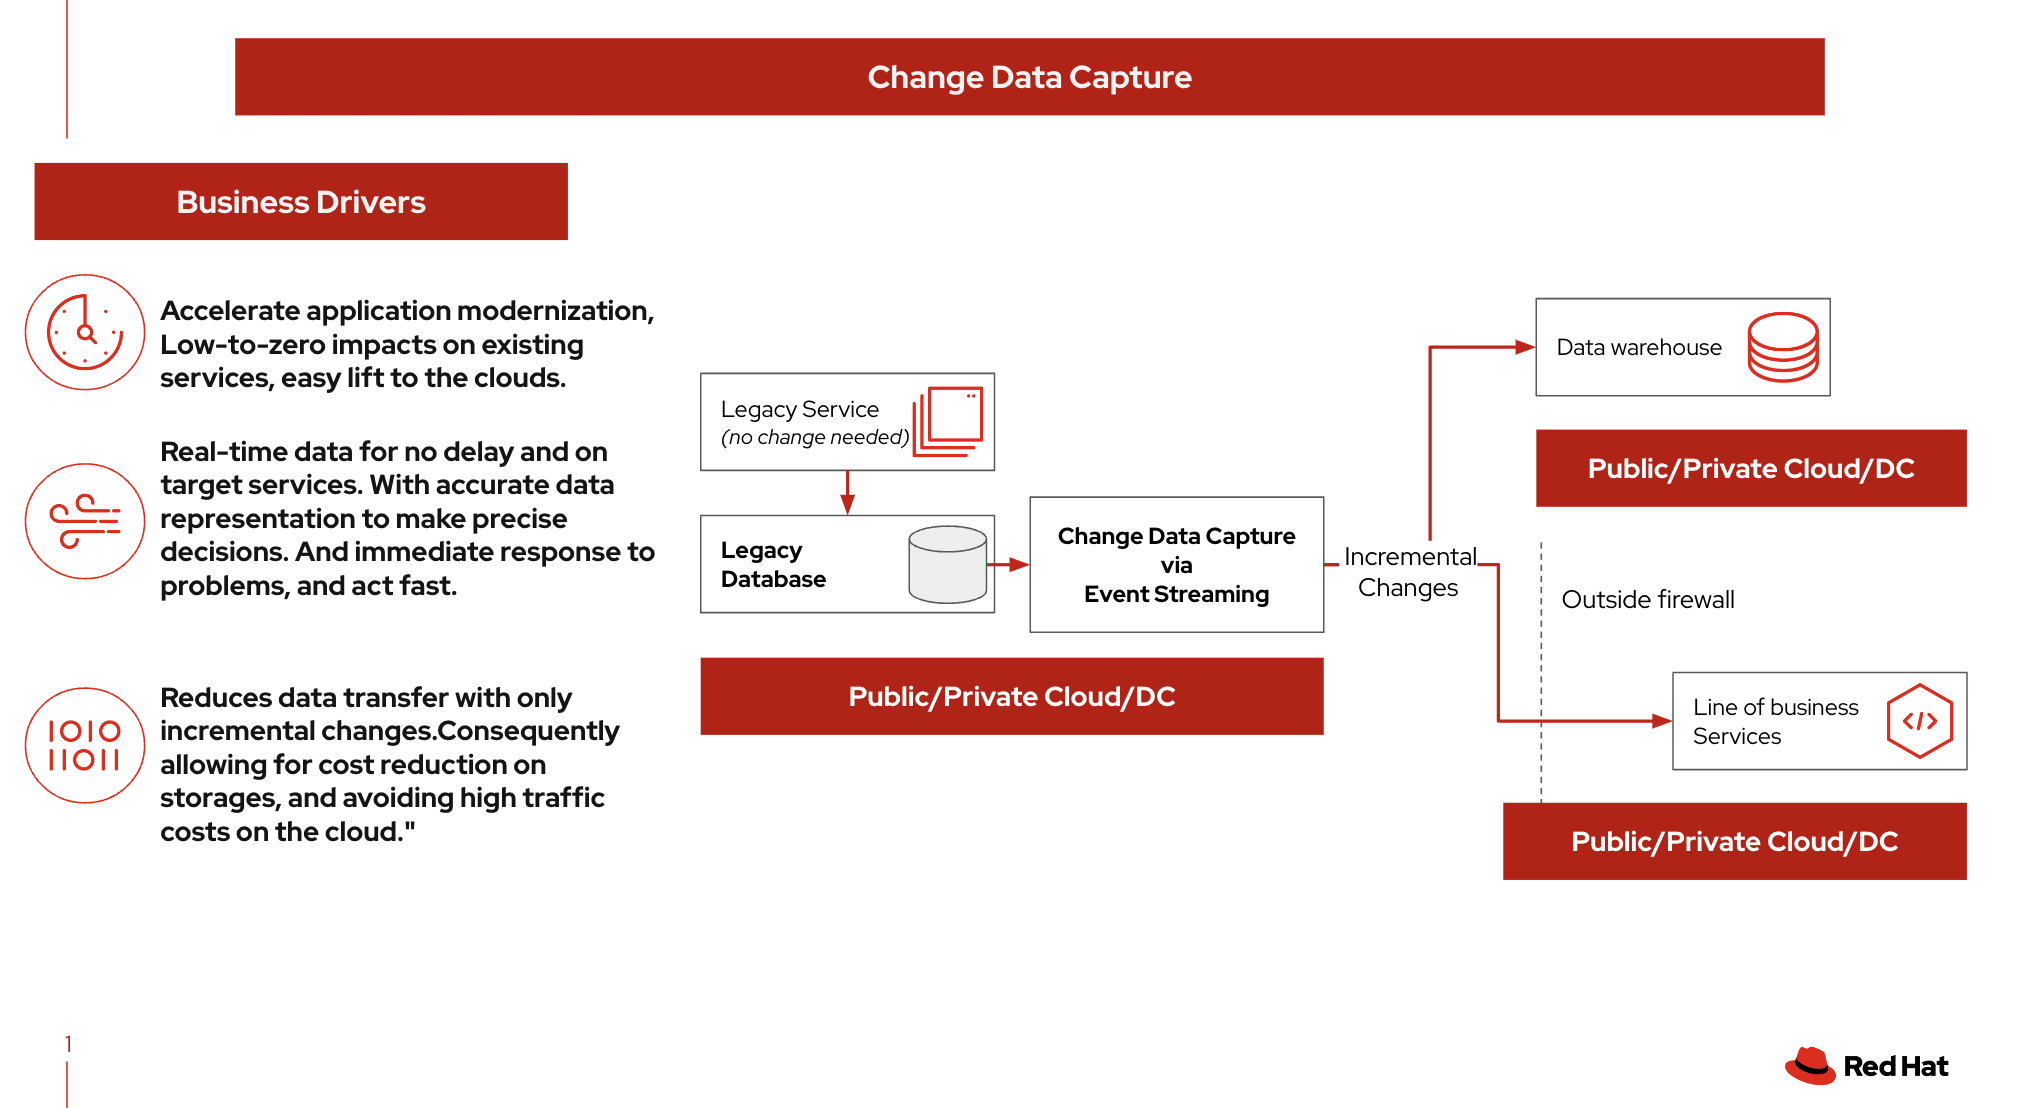 Change Data Capture
Business Drivers
Accelerate application modernization,
Low-to-zero impacts on existing
services, easy lift to the clouds.
Real-time data for no delay and on
target services. With accurate data
representation to make precise
decisions. And immediate response to
problems, and act fast.
Reduces data transfer with only
incremental changes.Consequently
allowing for cost reduction on
storages, and avoiding high traffic
costs on the cloud."
1010
11011
Legacy Service
(no change needed)
Legacy
Database
Change Data Capture
via
Event Streaming
Public/Private Cloud/DC
Incremental
Changes
Data warehouse
Public/Private Cloud/DC
Outside firewall
Line of business
Services
</>
Public/Private Cloud/DC
1
Red Hat